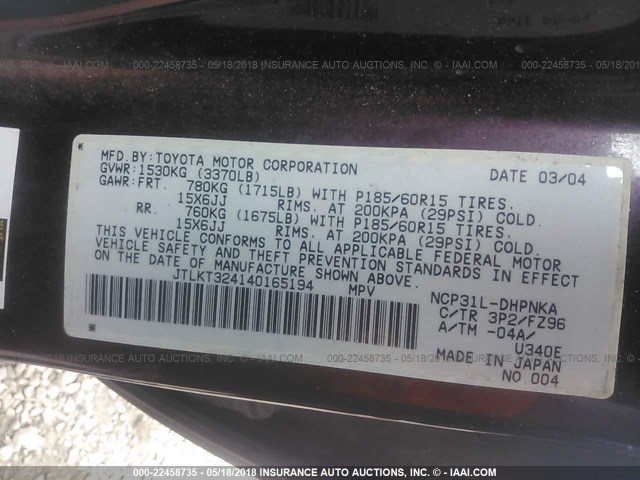 000-22458735 - 05/18/2018 INSURANCE AUTO AUCTIONS, INC. - IAAI.COM
MFD.BY:TOYOTA MOTOR CORPORATION DATE 03/04
GVWR:1530KG (3370LB)
GAWR:FRT. 780KG (1715LB) WITH P185/60R15 TIRES.
15X6JJ RIMS. AT 200KPA (29PSI) COLD.
RR. 760KG (1675LB) WITH P185/60R15 TIRES.
15X6JJ RIMS. AT 200KPA (29PSI) COLD.
THIS VEHICLE CONFORMS TO ALL APPLICABLE FEDERAL MOTOR
VEHICLE SAFETY AND THEFT PREVENTION STANDARDS IN EFFECT
ON THE DATE OF MANUFACTURE SHOWN ABOVE.
JTLKT324140165194 MPV
NCP31L-DHPNKA
C/TR 3P2/FZ96
A/TM -04A/
U340E
MADE IN JAPAN
NO.004
000-22458735 - 05/18/2018 INSURANCE AUTO AUCTIONS, INC. - IAAI.COM